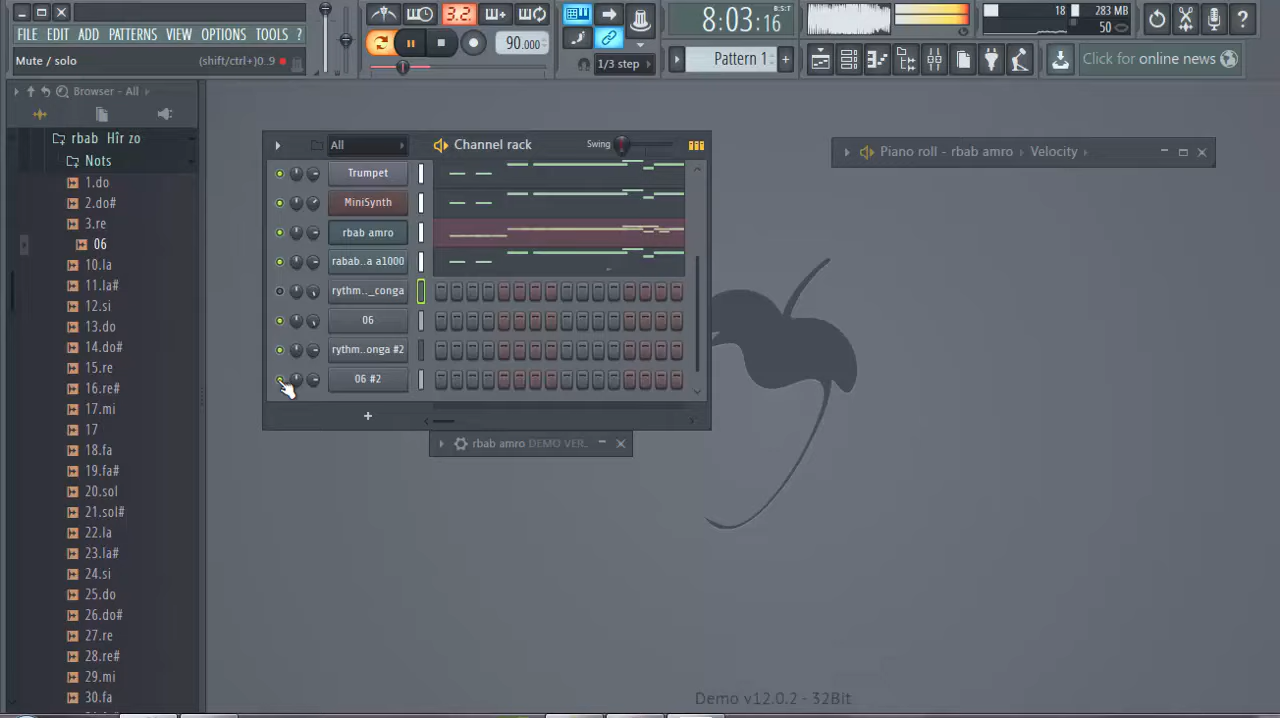 FILE EDIT ADD PATTERNS VIEW OPTIONS TOOLS ?
Mute / solo (shift/ctrl+)0..9
3.2.
90.000
1/3 step
8:03:16
B:S:T
Pattern 1
18
283 MB
50
Click for online news
Browser - All
rbab Hîr zo
Nots
1.do
2.do#
3.re
06
10.la
11.la#
12.si
13.do
14.do#
15.re
16.re#
17.mi
17
18.fa
19.fa#
20.sol
21.sol#
22.la
23.la#
24.si
25.do
26.do#
27.re
28.re#
29.mi
30.fa
All
Channel rack
Swing
Trumpet
MiniSynth
rbab amro
rabab..a a1000
rythm.._conga
06
rythm..onga #2
06 #2
+
rbab amro DEMO VER..
Piano roll - rbab amro Velocity
Demo v12.0.2 - 32Bit